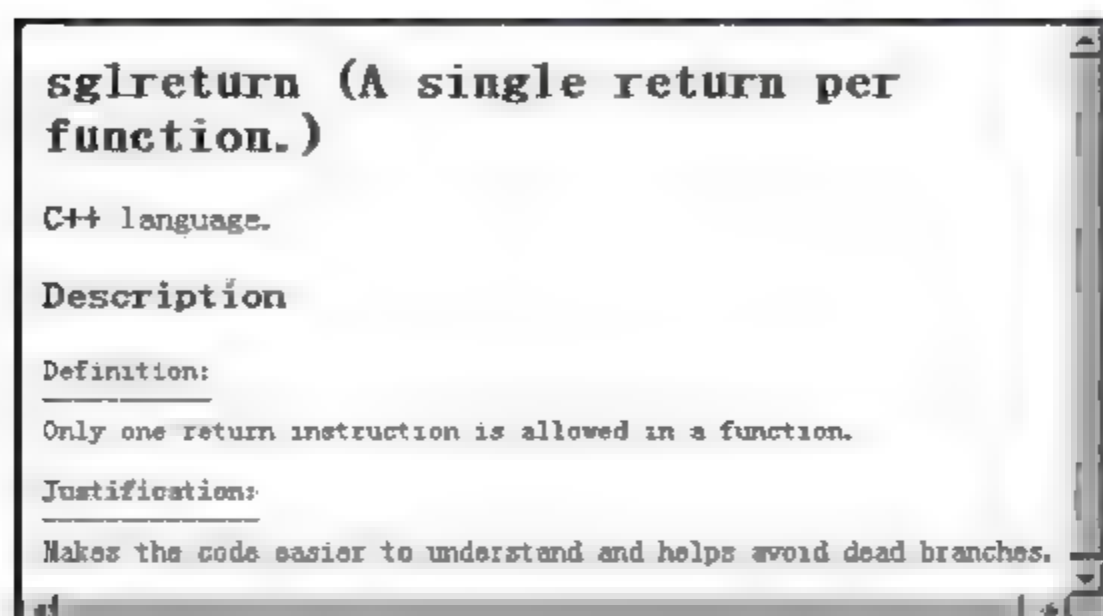 sglreturn (A single return per
function.)
C++ language.
Description
Definition:
Only one return instruction is allowed in a function.
Justification:
Makes the code easier to understand and helps avoid dead branches.